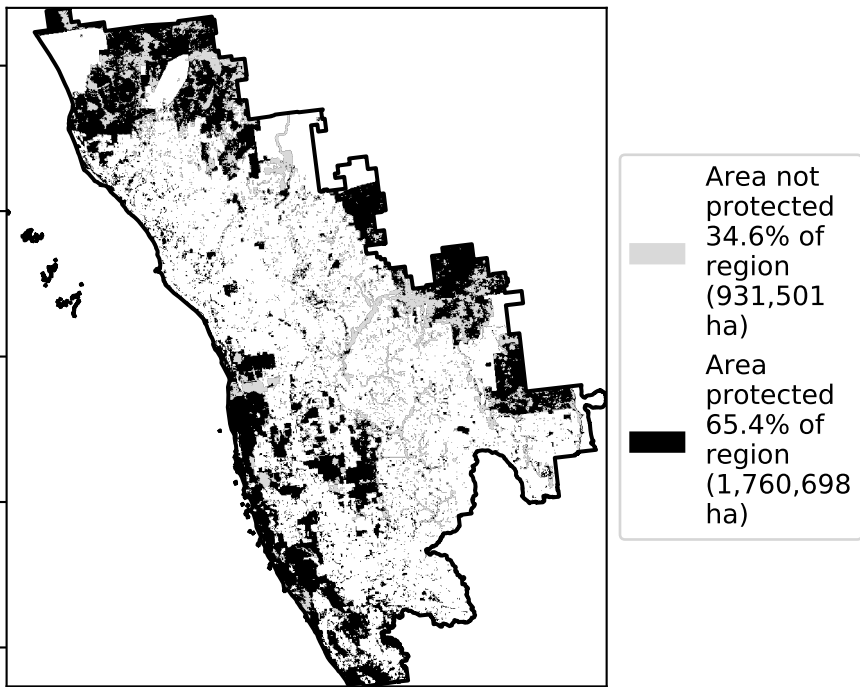 Area not
protected
34.6% of
region
(931,501
ha)
Area
protected
65.4% of
region
(1,760,698
ha)